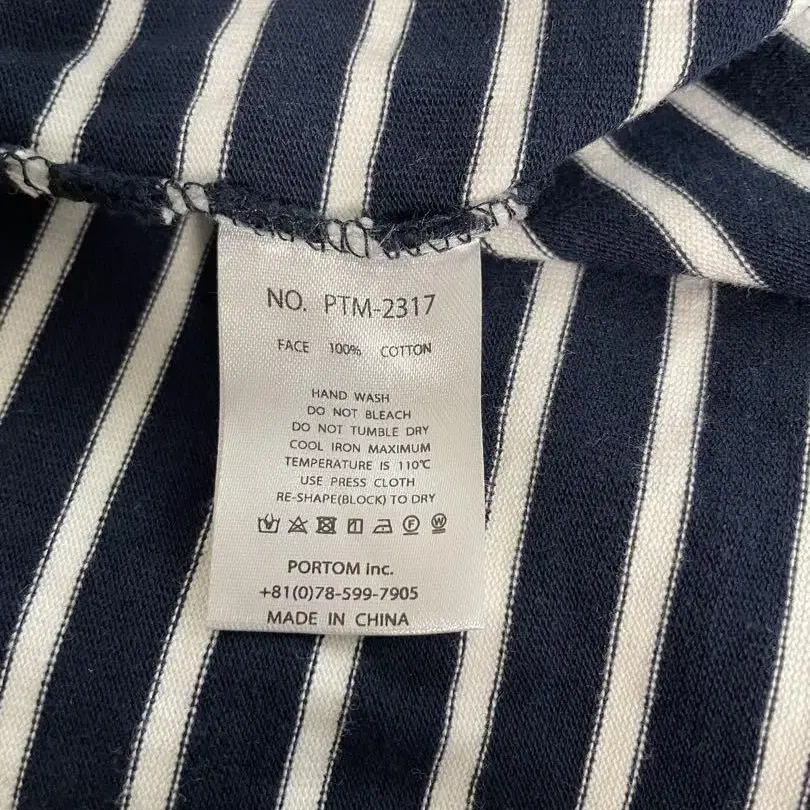 NO. PTM-2317
FACE 100% COTTON
HAND WASH
DO NOT BLEACH
DO NOT TUMBLE DRY
COOL IRON MAXIMUM
TEMPERATURE IS 110℃
USE PRESS CLOTH
RE-SHAPE(BLOCK) TO DRY
F W
PORTOM Inc.
+81(0)78-599-7905
MADE IN CHINA